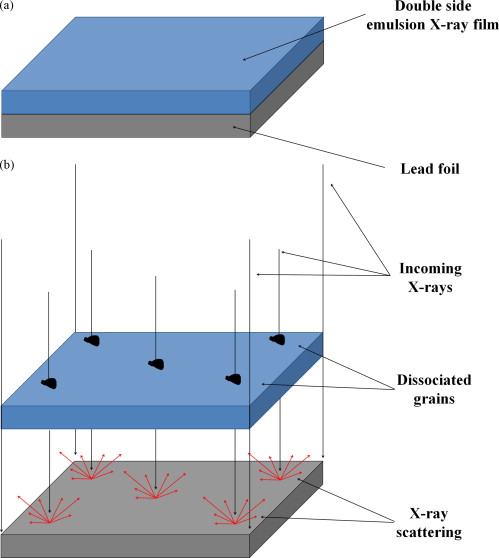 (a)
Double side
emulsion X-ray film
Lead foil
(b)
Incoming
X-rays
Dissociated
grains
X-ray
scattering